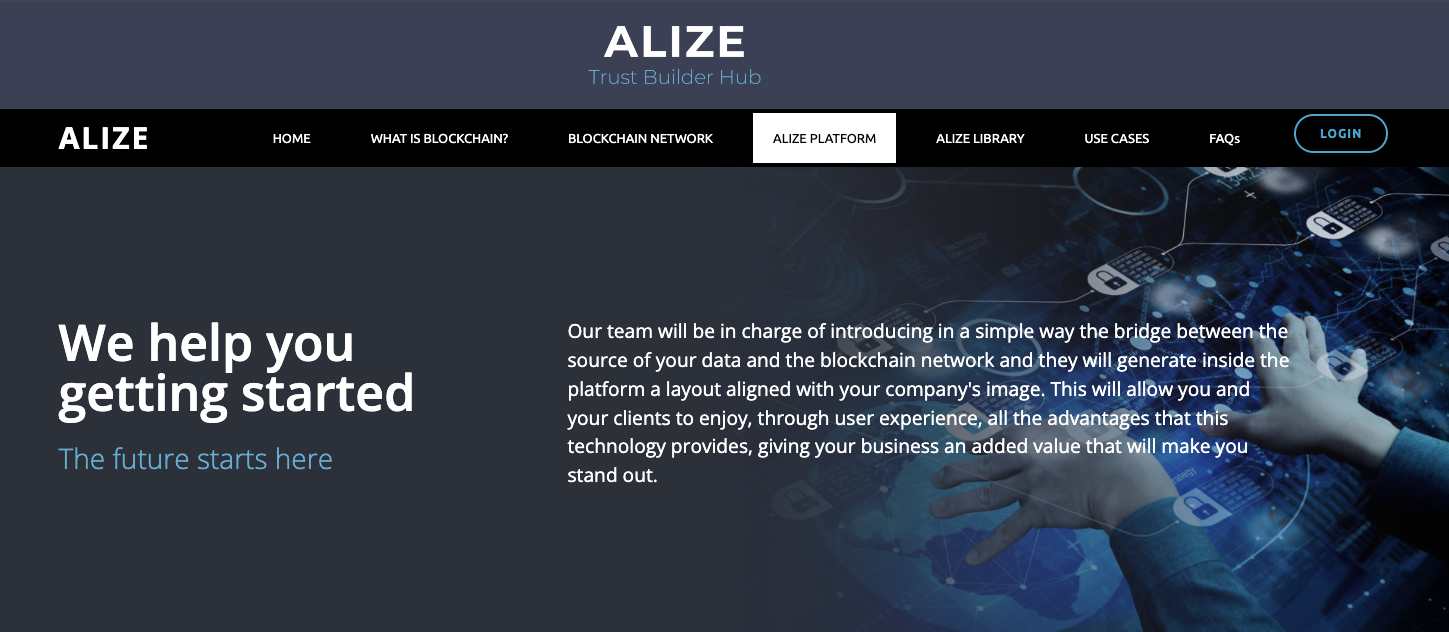 ALIZE
Trust Builder Hub
ALIZE
HOME
WHAT IS BLOCKCHAIN?
BLOCKCHAIN NETWORK
ALIZE PLATFORM
ALIZE LIBRARY
USE CASES
FAQs
LOGIN
We help you
getting started
The future starts here
Our team will be in charge of introducing in a simple way the bridge between the
source of your data and the blockchain network and they will generate inside the
platform a layout aligned with your company's image. This will allow you and
your clients to enjoy, through user experience, all the advantages that this
technology provides, giving your business an added value that will make you
stand out.